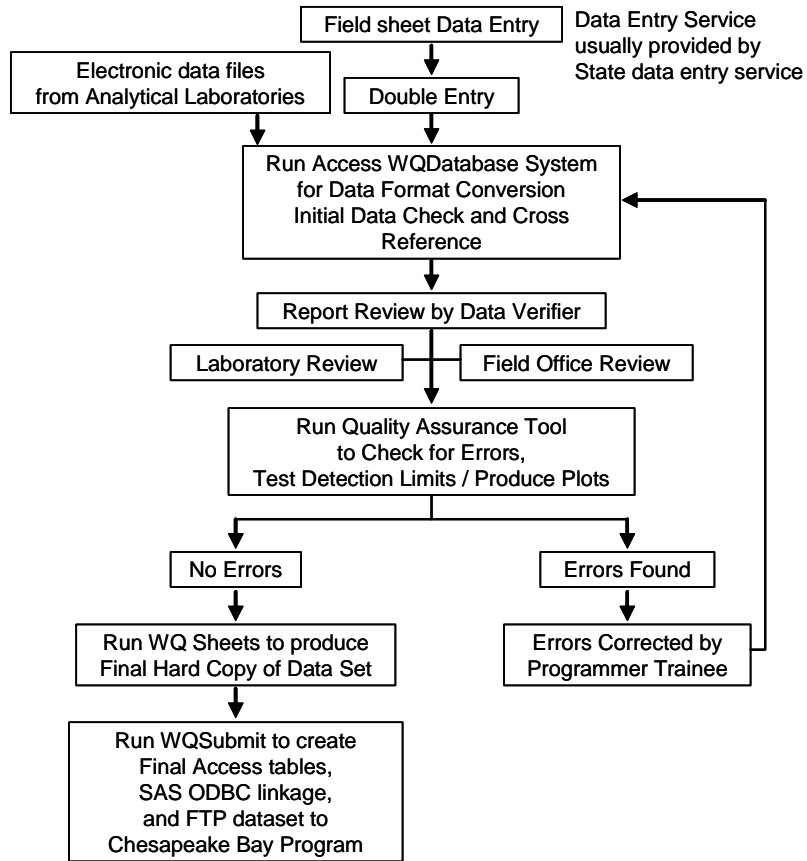 Field sheet Data Entry
Data Entry Service
usually provided by
State data entry service
Electronic data files
from Analytical Laboratories
Double Entry
Run Access WQDatabase System
for Data Format Conversion
Initial Data Check and Cross
Reference
Report Review by Data Verifier
Laboratory Review
Field Office Review
Run Quality Assurance Tool
to Check for Errors,
Test Detection Limits / Produce Plots
No Errors
Errors Found
Run WQ Sheets to produce
Final Hard Copy of Data Set
Errors Corrected by
Programmer Trainee
Run WQSubmit to create
Final Access tables,
SAS ODBC linkage,
and FTP dataset to
Chesapeake Bay Program